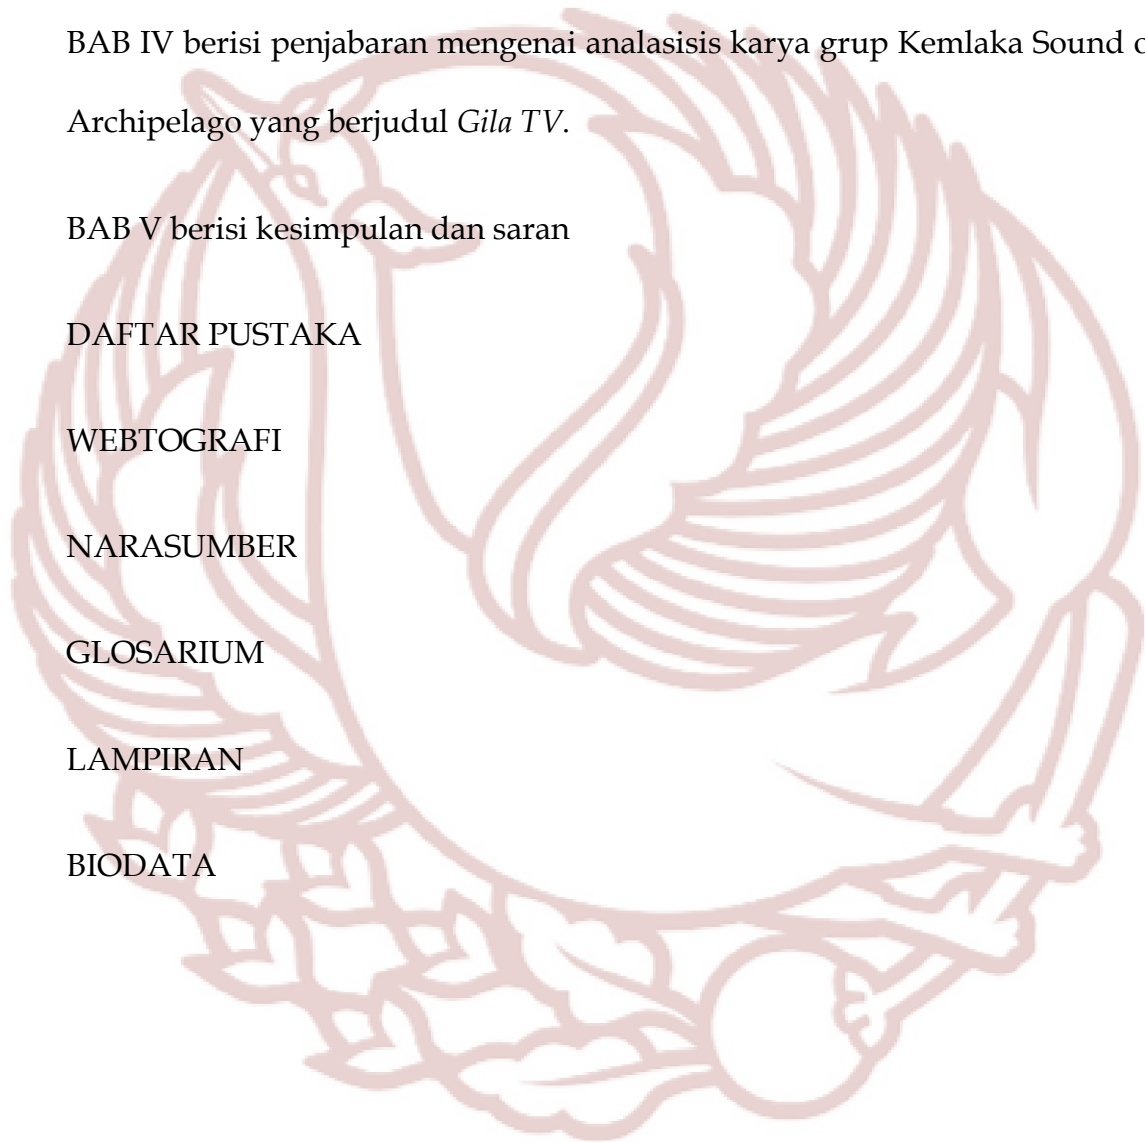 BAB IV berisi penjabaran mengenai analasisis karya grup Kemlaka Sound
Archipelago yang berjudul Gila TV.
BAB V berisi kesimpulan dan saran
DAFTAR PUSTAKA
WEBTOGRAFI
NARASUMBER
GLOSARIUM
LAMPIRAN
BIODATA